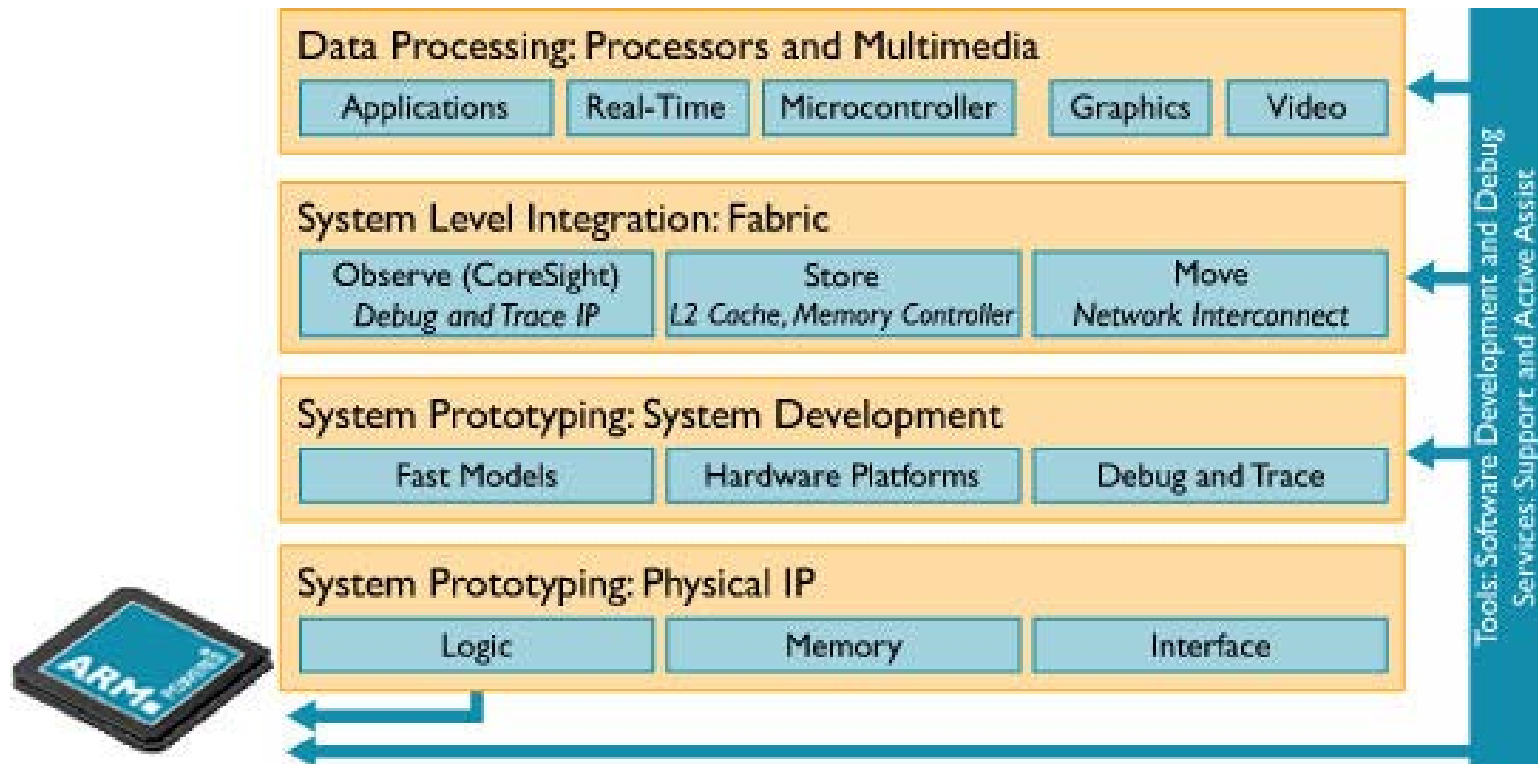 Data Processing: Processors and Multimedia
Applications
Real-Time
Microcontroller
Graphics
Video
System Level Integration: Fabric
Observe (CoreSight)
Debug and Trace IP
Store
L2 Cache, Memory Controller
Move
Network Interconnect
System Prototyping: System Development
Fast Models
Hardware Platforms
Debug and Trace
System Prototyping: Physical IP
Logic
Memory
Interface
Tools: Software Development and Debug
Services: Support and Active Assist
ARM
POWERED